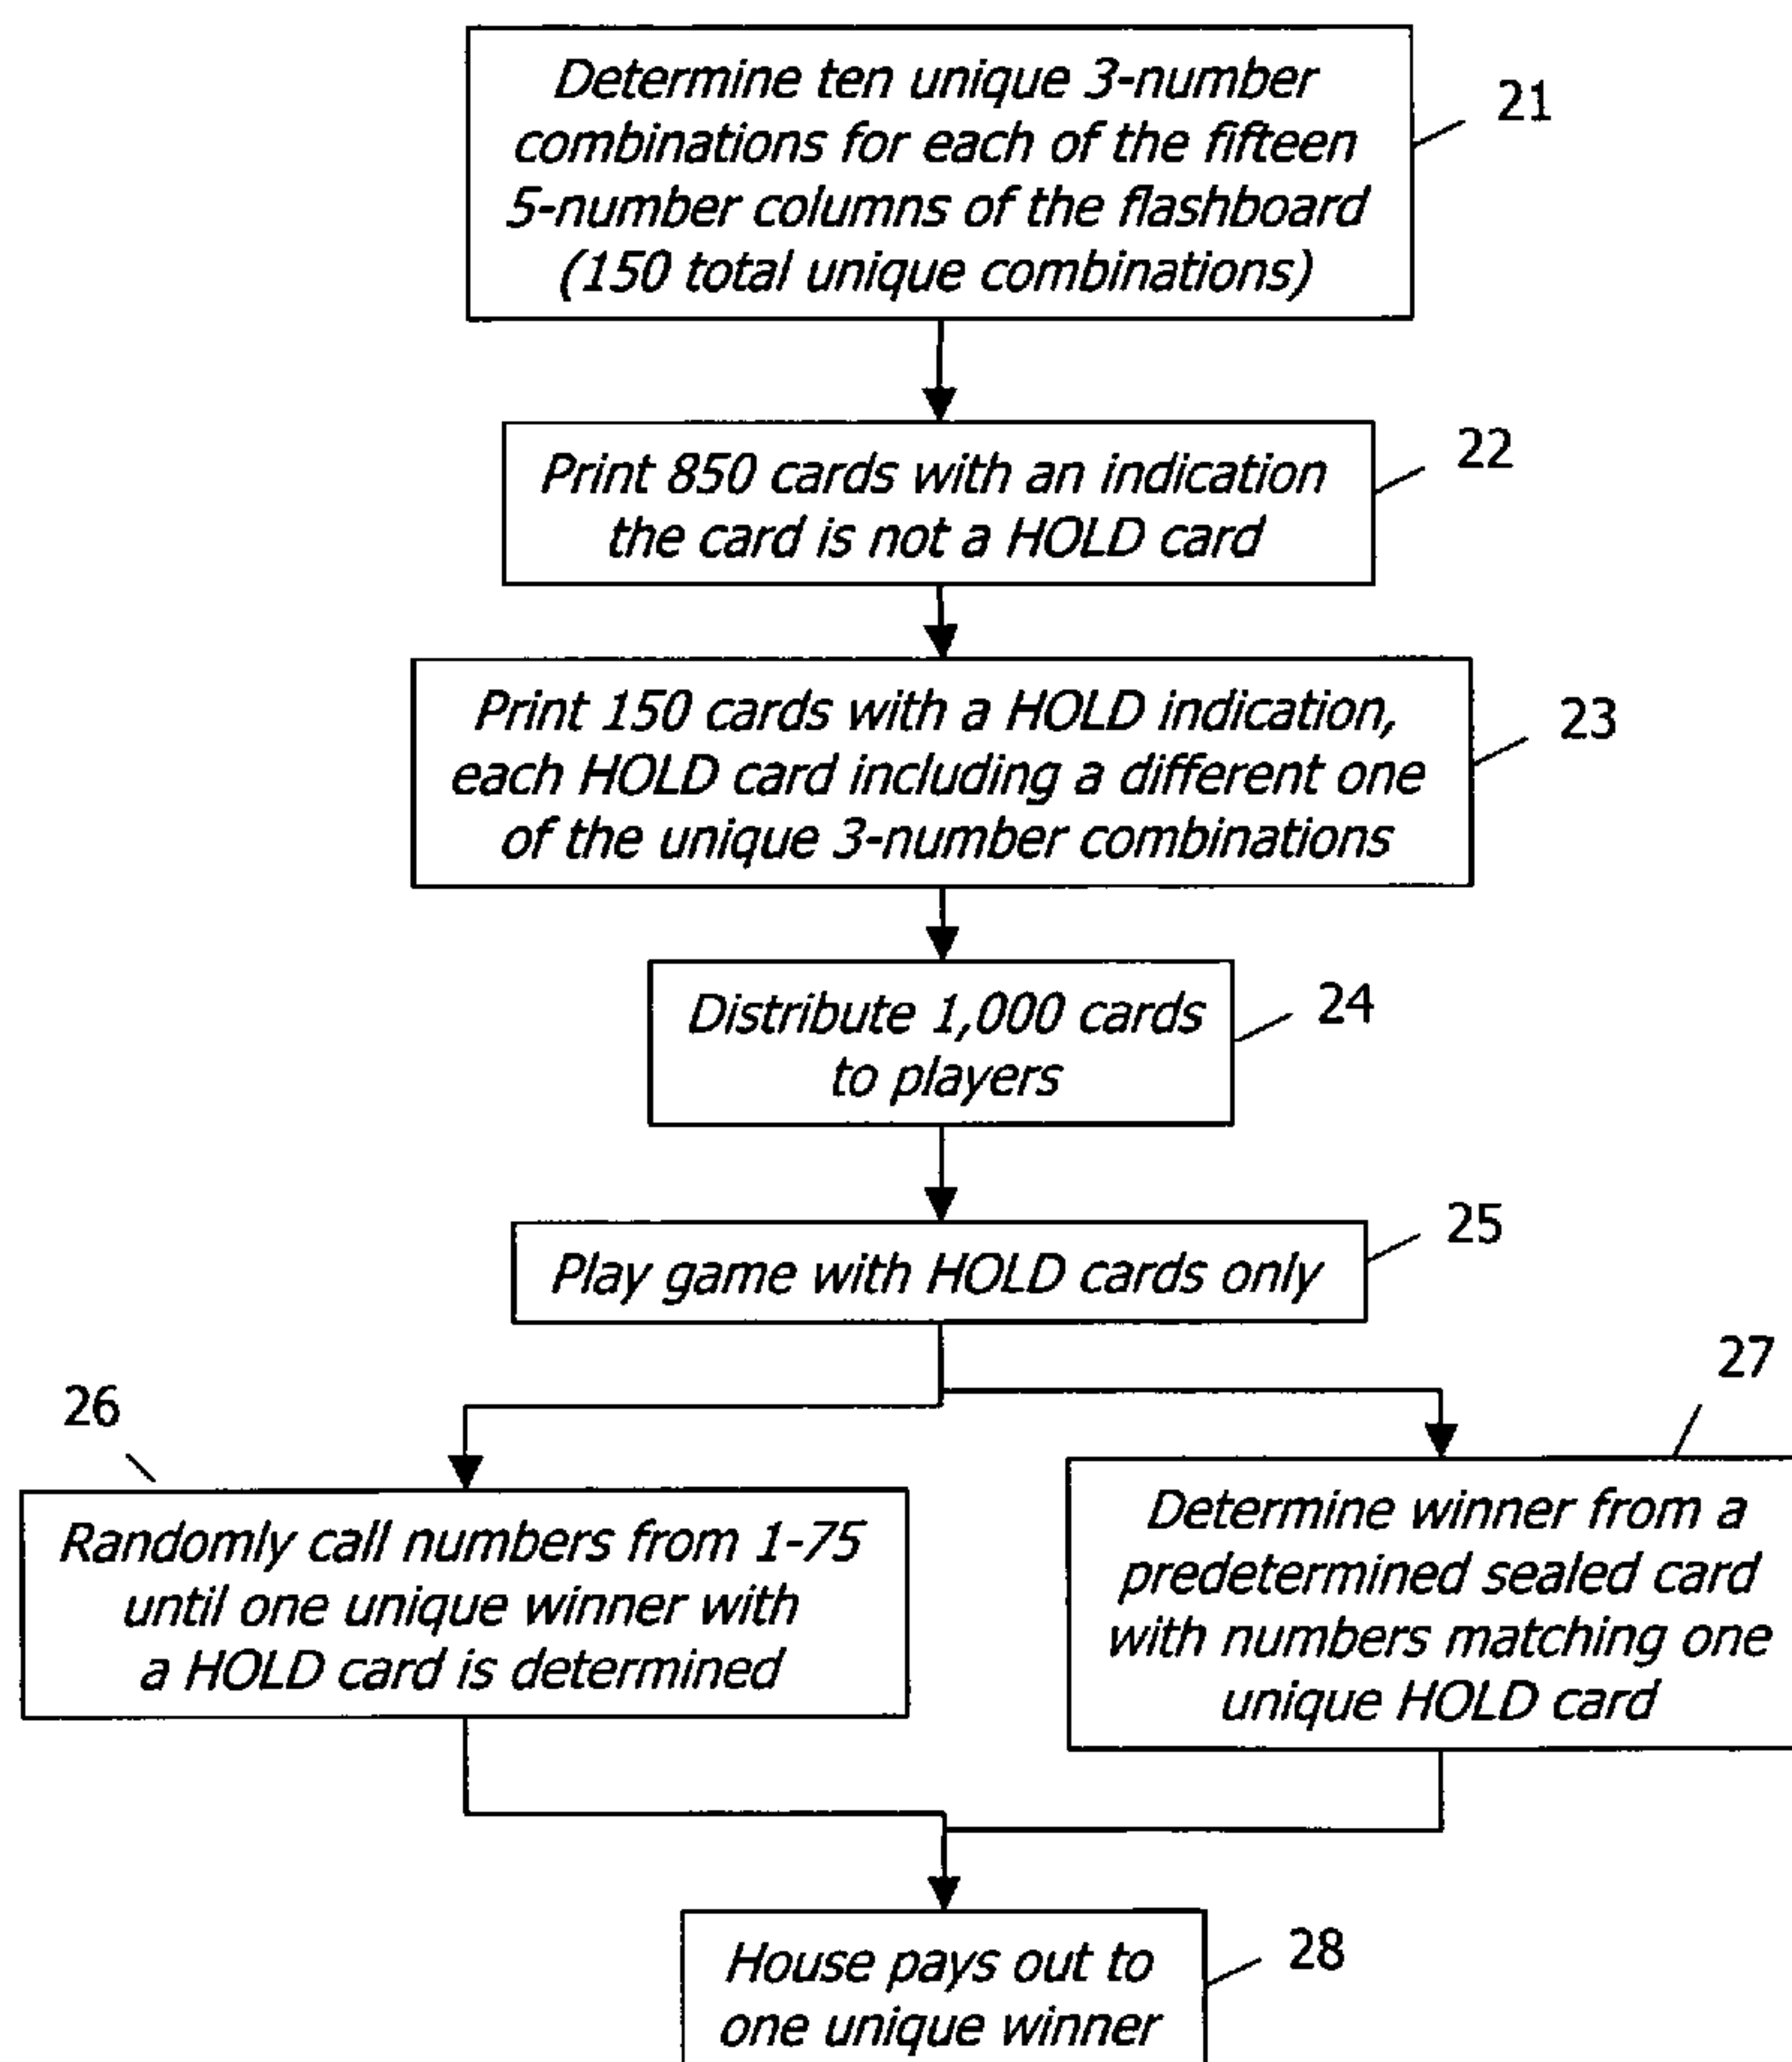 Determine ten unique 3-number
combinations for each of the fifteen
5-number columns of the flashboard
(150 total unique combinations)
21
Print 850 cards with an indication
the card is not a HOLD card
22
Print 150 cards with a HOLD indication,
each HOLD card including a different one
of the unique 3-number combinations
23
Distribute 1,000 cards
to players
24
Play game with HOLD cards only
25
26
Randomly call numbers from 1-75
until one unique winner with
a HOLD card is determined
27
Determine winner from a
predetermined sealed card
with numbers matching one
unique HOLD card
House pays out to
one unique winner
28